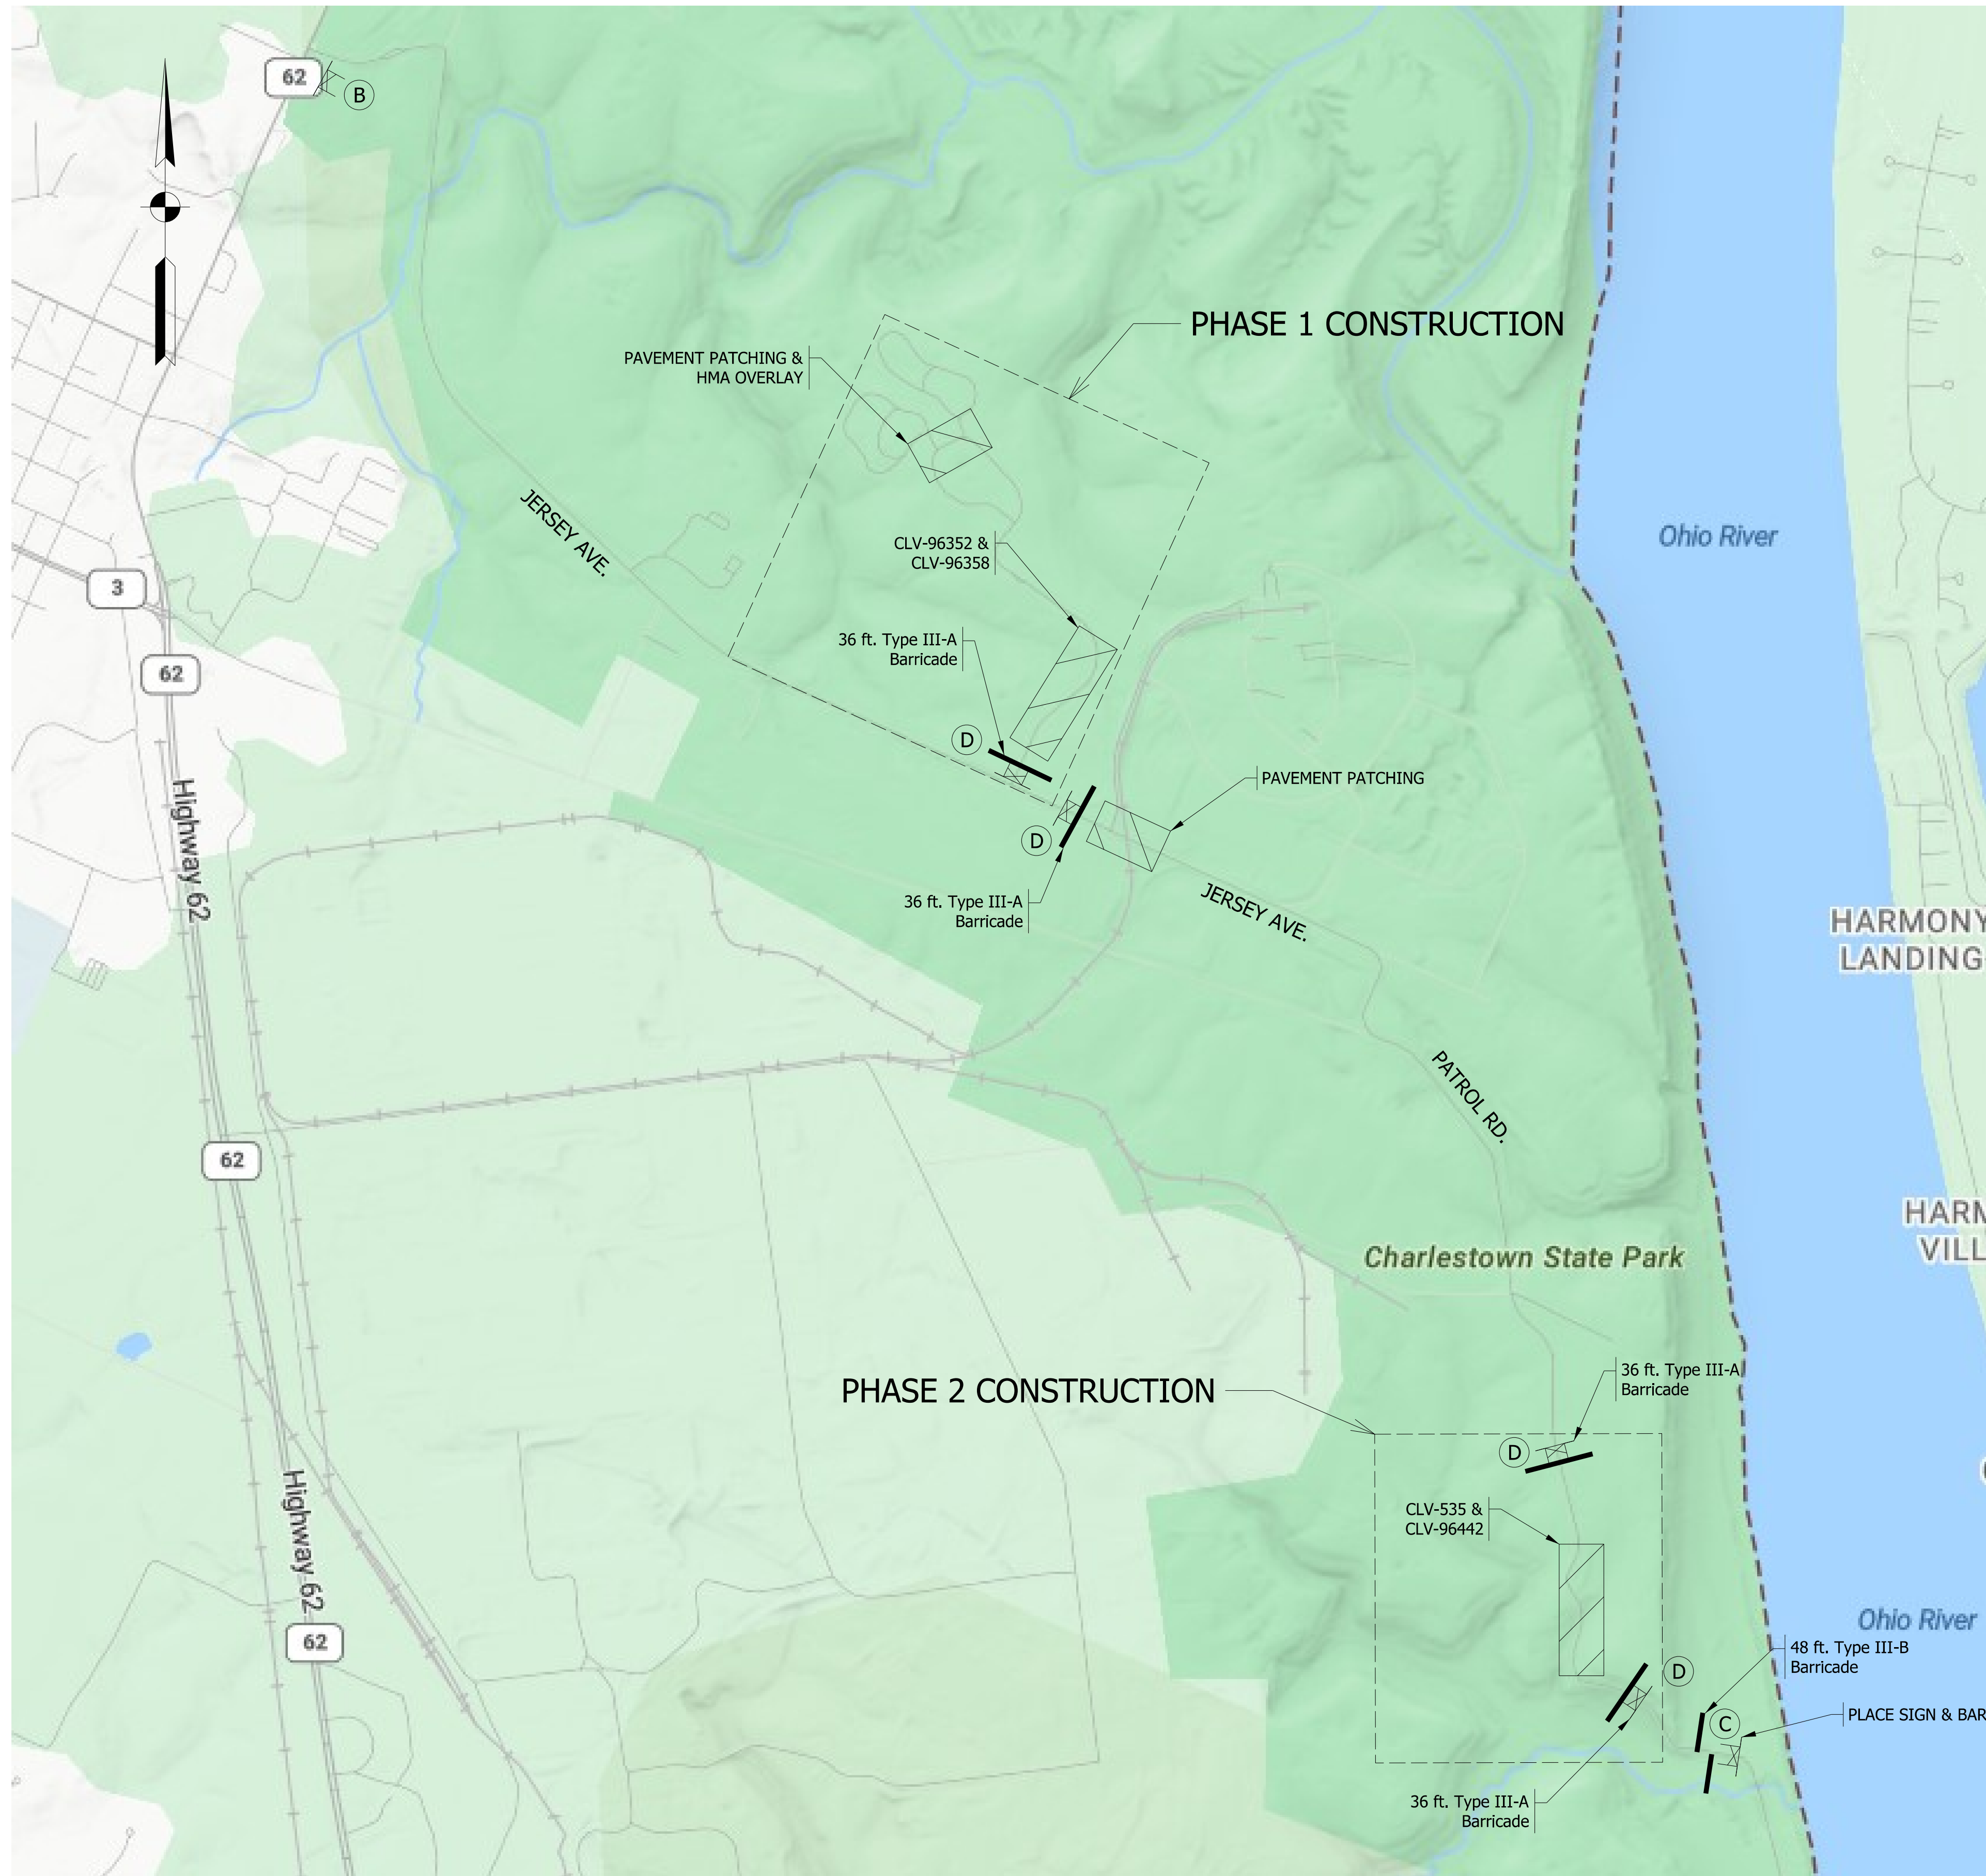 62
B
PHASE 1 CONSTRUCTION
PAVEMENT PATCHING &
HMA OVERLAY
JERSEY AVE.
CLV-96352 &
CLV-96358
Ohio River
3
36 ft. Type III-A
Barricade
62
D
PAVEMENT PATCHING
D
Highway 62
36 ft. Type III-A
Barricade
JERSEY AVE.
HARMONY
LANDING
PATROL RD.
62
HARM
VILL
Charlestown State Park
36 ft. Type III-A
Barricade
PHASE 2 CONSTRUCTION
D
CLV-535 &
CLV-96442
Highway 62
Ohio River
62
48 ft. Type III-B
Barricade
D
C
PLACE SIGN & BAR
36 ft. Type III-A
Barricade